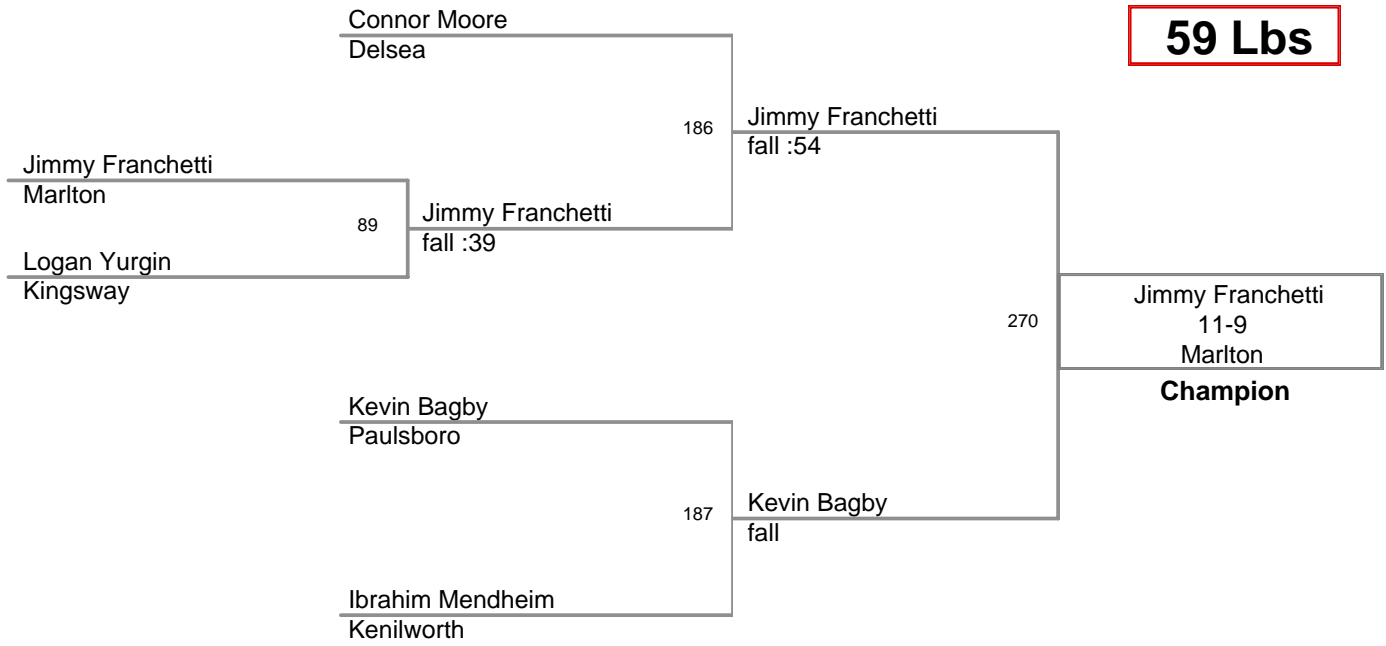 Connor Moore
Delsea
59 Lbs
186
Jimmy Franchetti
fall :54
Jimmy Franchetti
Marlton
89
Jimmy Franchetti
fall :39
Logan Yurgin
Kingsway
270
Jimmy Franchetti
11-9
Marlton
Champion
Kevin Bagby
Paulsboro
187
Kevin Bagby
fall
Ibrahim Mendheim
Kenilworth